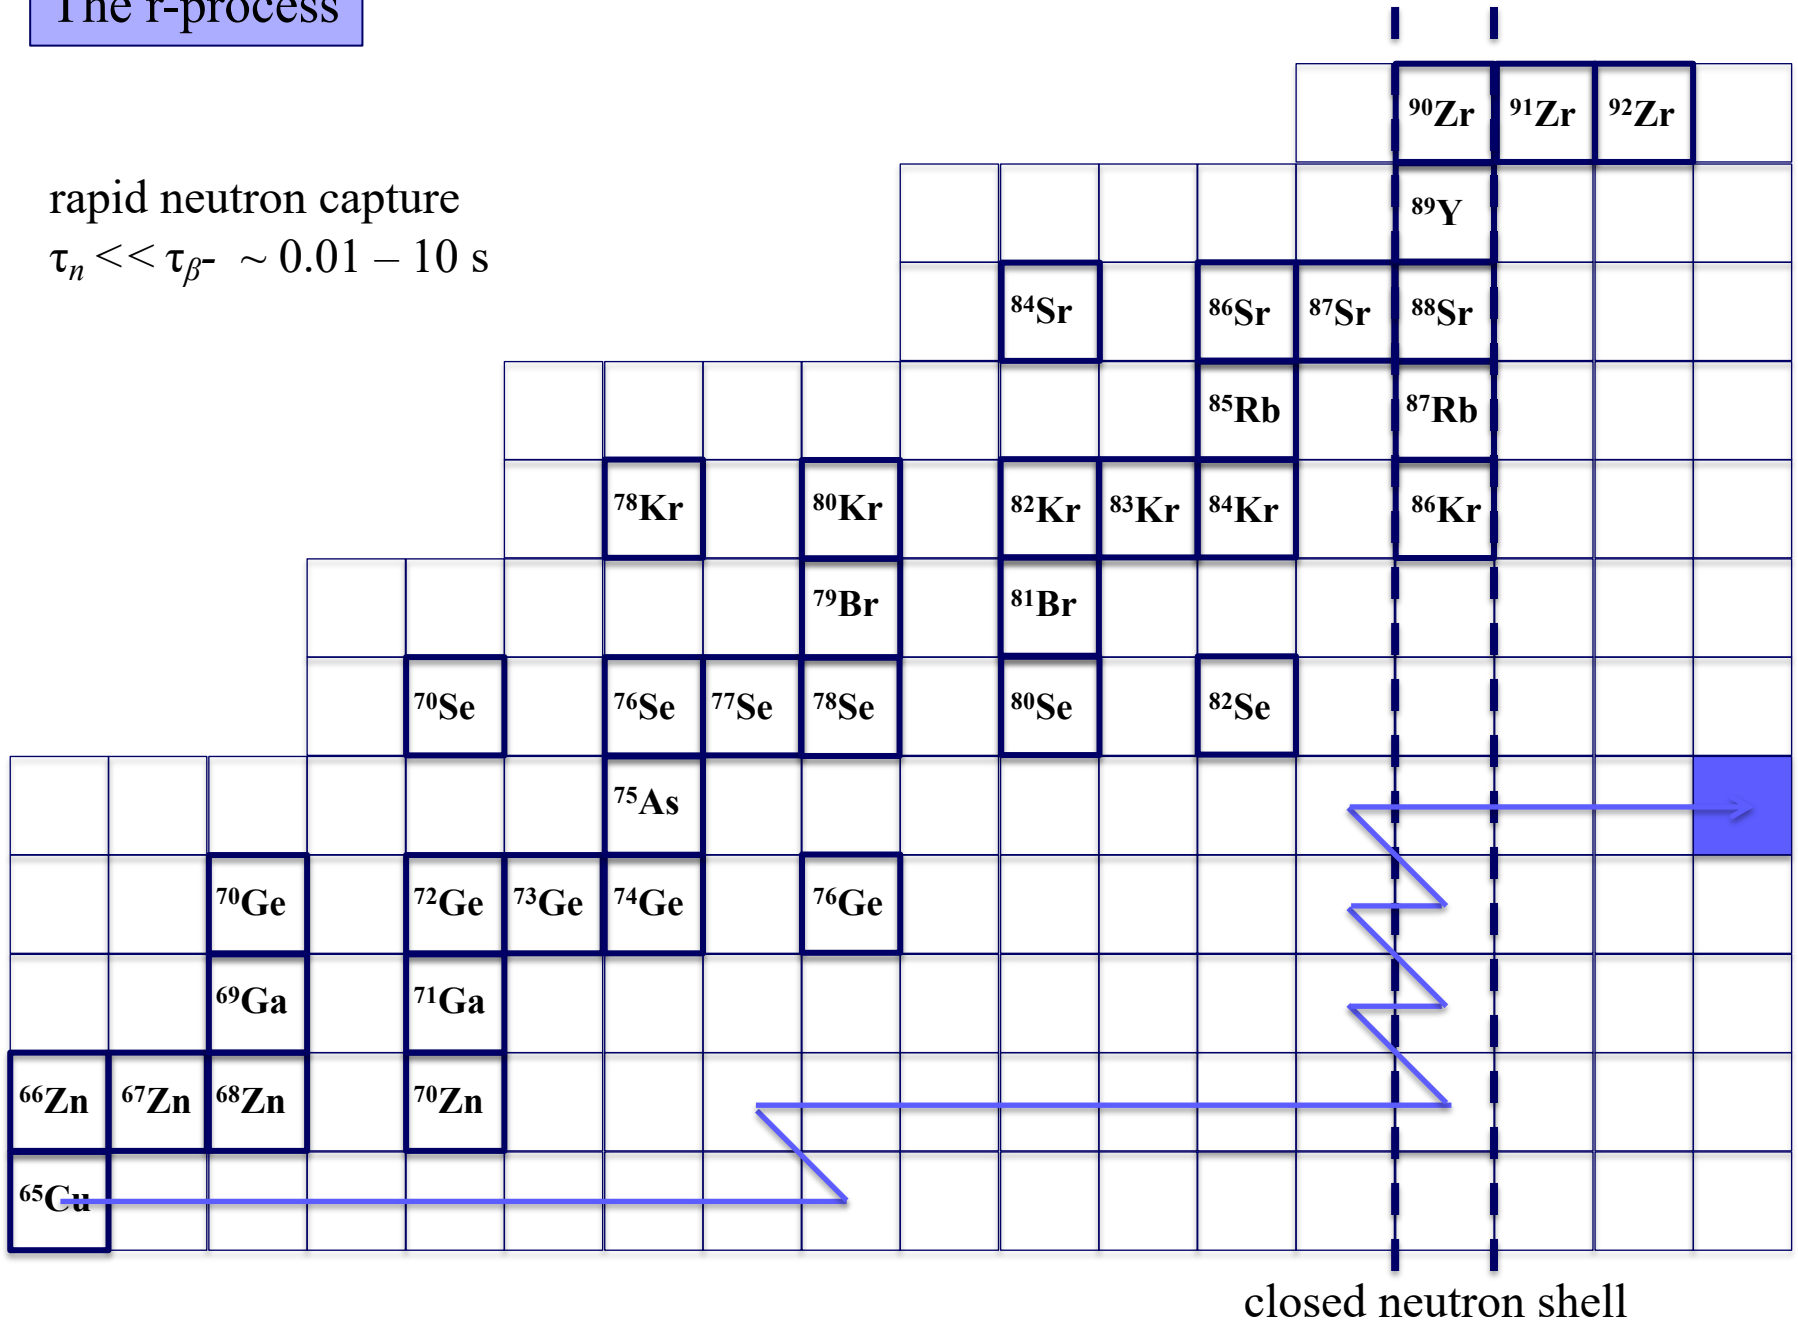 The r-process
rapid neutron capture
τn << τβ- ~ 0.01 – 10 s
90Zr 91Zr 92Zr
89Y
84Sr 86Sr 87Sr 88Sr
85Rb 87Rb
78Kr 80Kr 82Kr 83Kr 84Kr 86Kr
79Br 81Br
70Se 76Se 77Se 78Se 80Se 82Se
75As
70Ge 72Ge 73Ge 74Ge 76Ge
69Ga 71Ga
66Zn 67Zn 68Zn 70Zn
65Cu
closed neutron shell